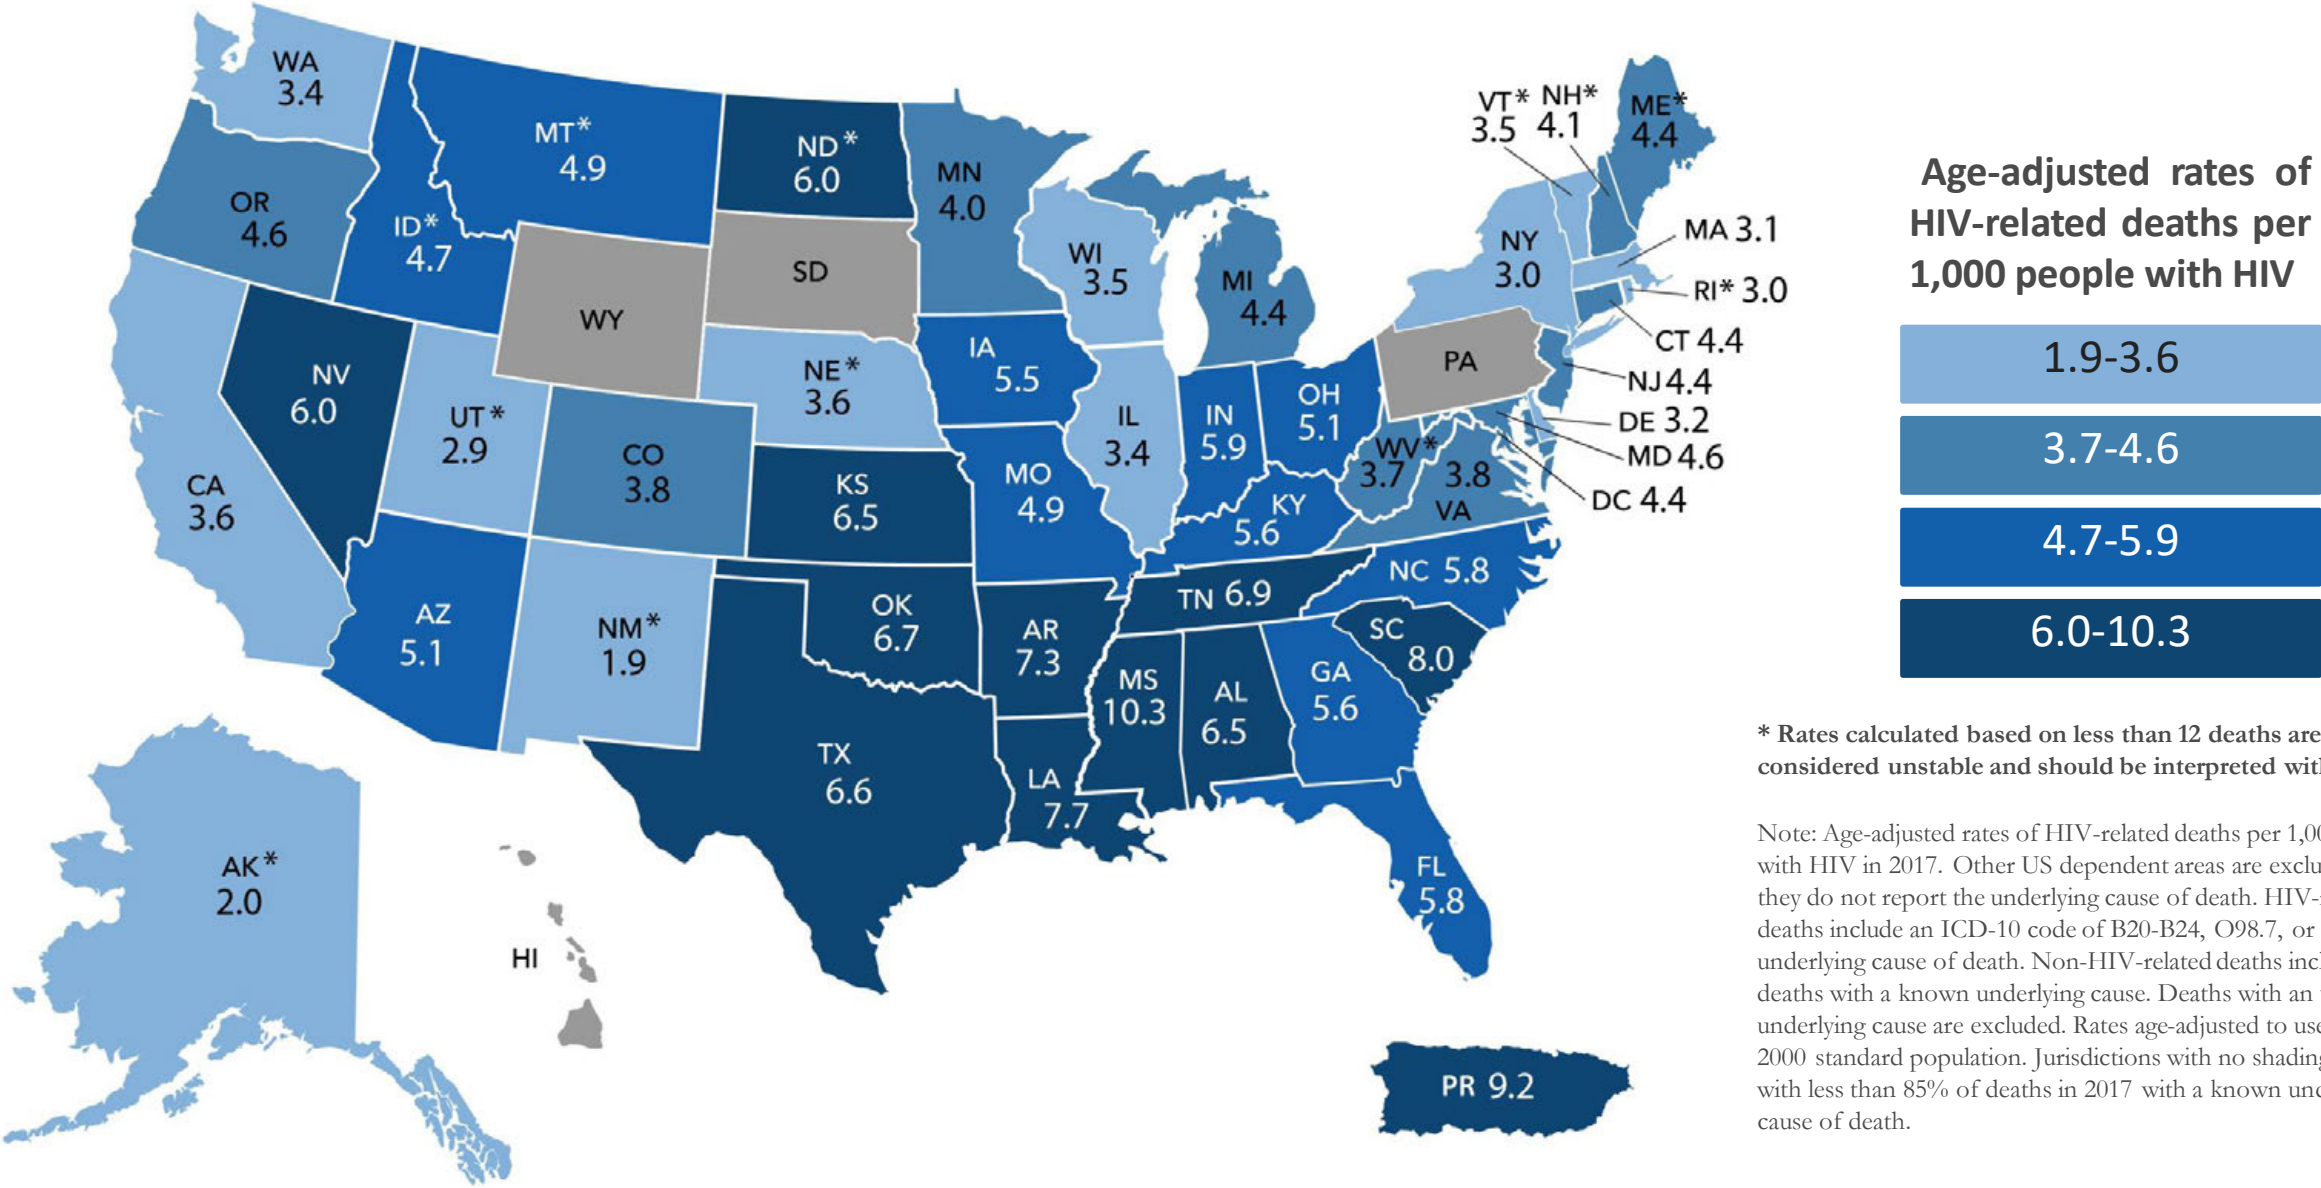 WA
3.4
MT*
4.9
ND*
6.0
MN
4.0
VT* NH*
3.5 4.1
ME*
4.4
OR
4.6
ID*
4.7
WY
SD
WI
3.5
MI
4.4
NY
3.0
MA 3.1
RI* 3.0
CT 4.4
NJ 4.4
DE 3.2
MD 4.6
DC 4.4
NV
6.0
UT*
2.9
CA
3.6
CO
3.8
NE*
3.6
KS
6.5
IA
5.5
MO
4.9
IL
3.4
IN
5.9
OH
5.1
PA
WV*
3.7
3.8
VA
KY
5.6
NC 5.8
TN 6.9
SC
8.0
AZ
5.1
NM*
1.9
OK
6.7
AR
7.3
MS
10.3
AL
6.5
GA
5.6
TX
6.6
LA
7.7
FL
5.8
AK*
2.0
HI
PR 9.2
Age-adjusted rates of
HIV-related deaths per
1,000 people with HIV
1.9-3.6
3.7-4.6
4.7-5.9
6.0-10.3
* Rates calculated based on less than 12 deaths are
considered unstable and should be interpreted
Note: Age-adjusted rates of HIV-related deaths per
with HIV in 2017. Other US dependent areas are
they do not report the underlying cause of death.
deaths include an ICD-10 code of B20-B24, O98.7, or
underlying cause of death. Non-HIV-related deaths
deaths with a known underlying cause. Deaths with an
underlying cause are excluded. Rates age-adjusted to
2000 standard population. Jurisdictions with no
with less than 85% of deaths in 2017 with a known
cause of death.